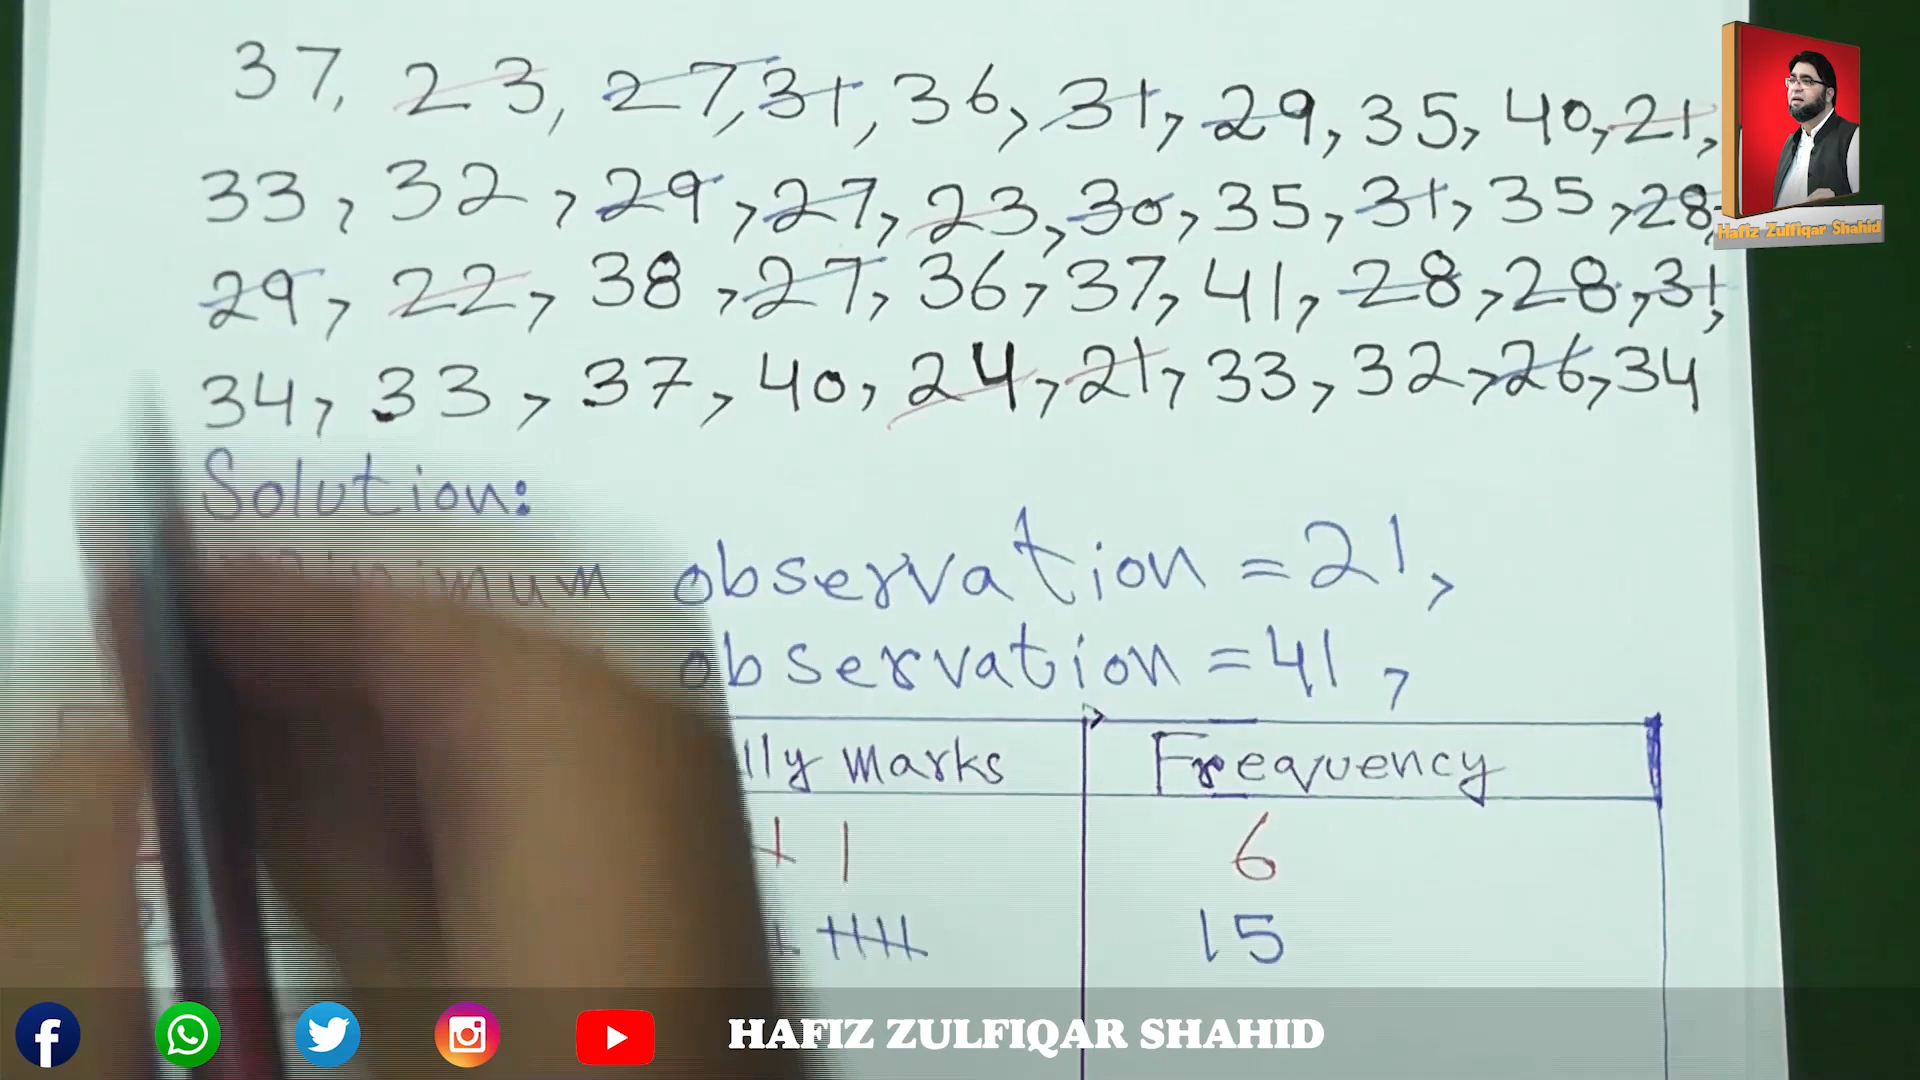 37, 23, 27, 31, 36, 31, 29, 35, 40, 21,
33, 32, 29, 27, 23, 30, 35, 31, 35, 28,
29, 22, 38, 27, 36, 37, 41, 28, 28, 31,
34, 33, 37, 40, 24, 21, 33, 32, 26, 34
Hafiz Zulfiqar Shahid
Solution:
observation = 21,
observation = 41,
marks Frequency
6
15
HAFIZ ZULFIQAR SHAHID